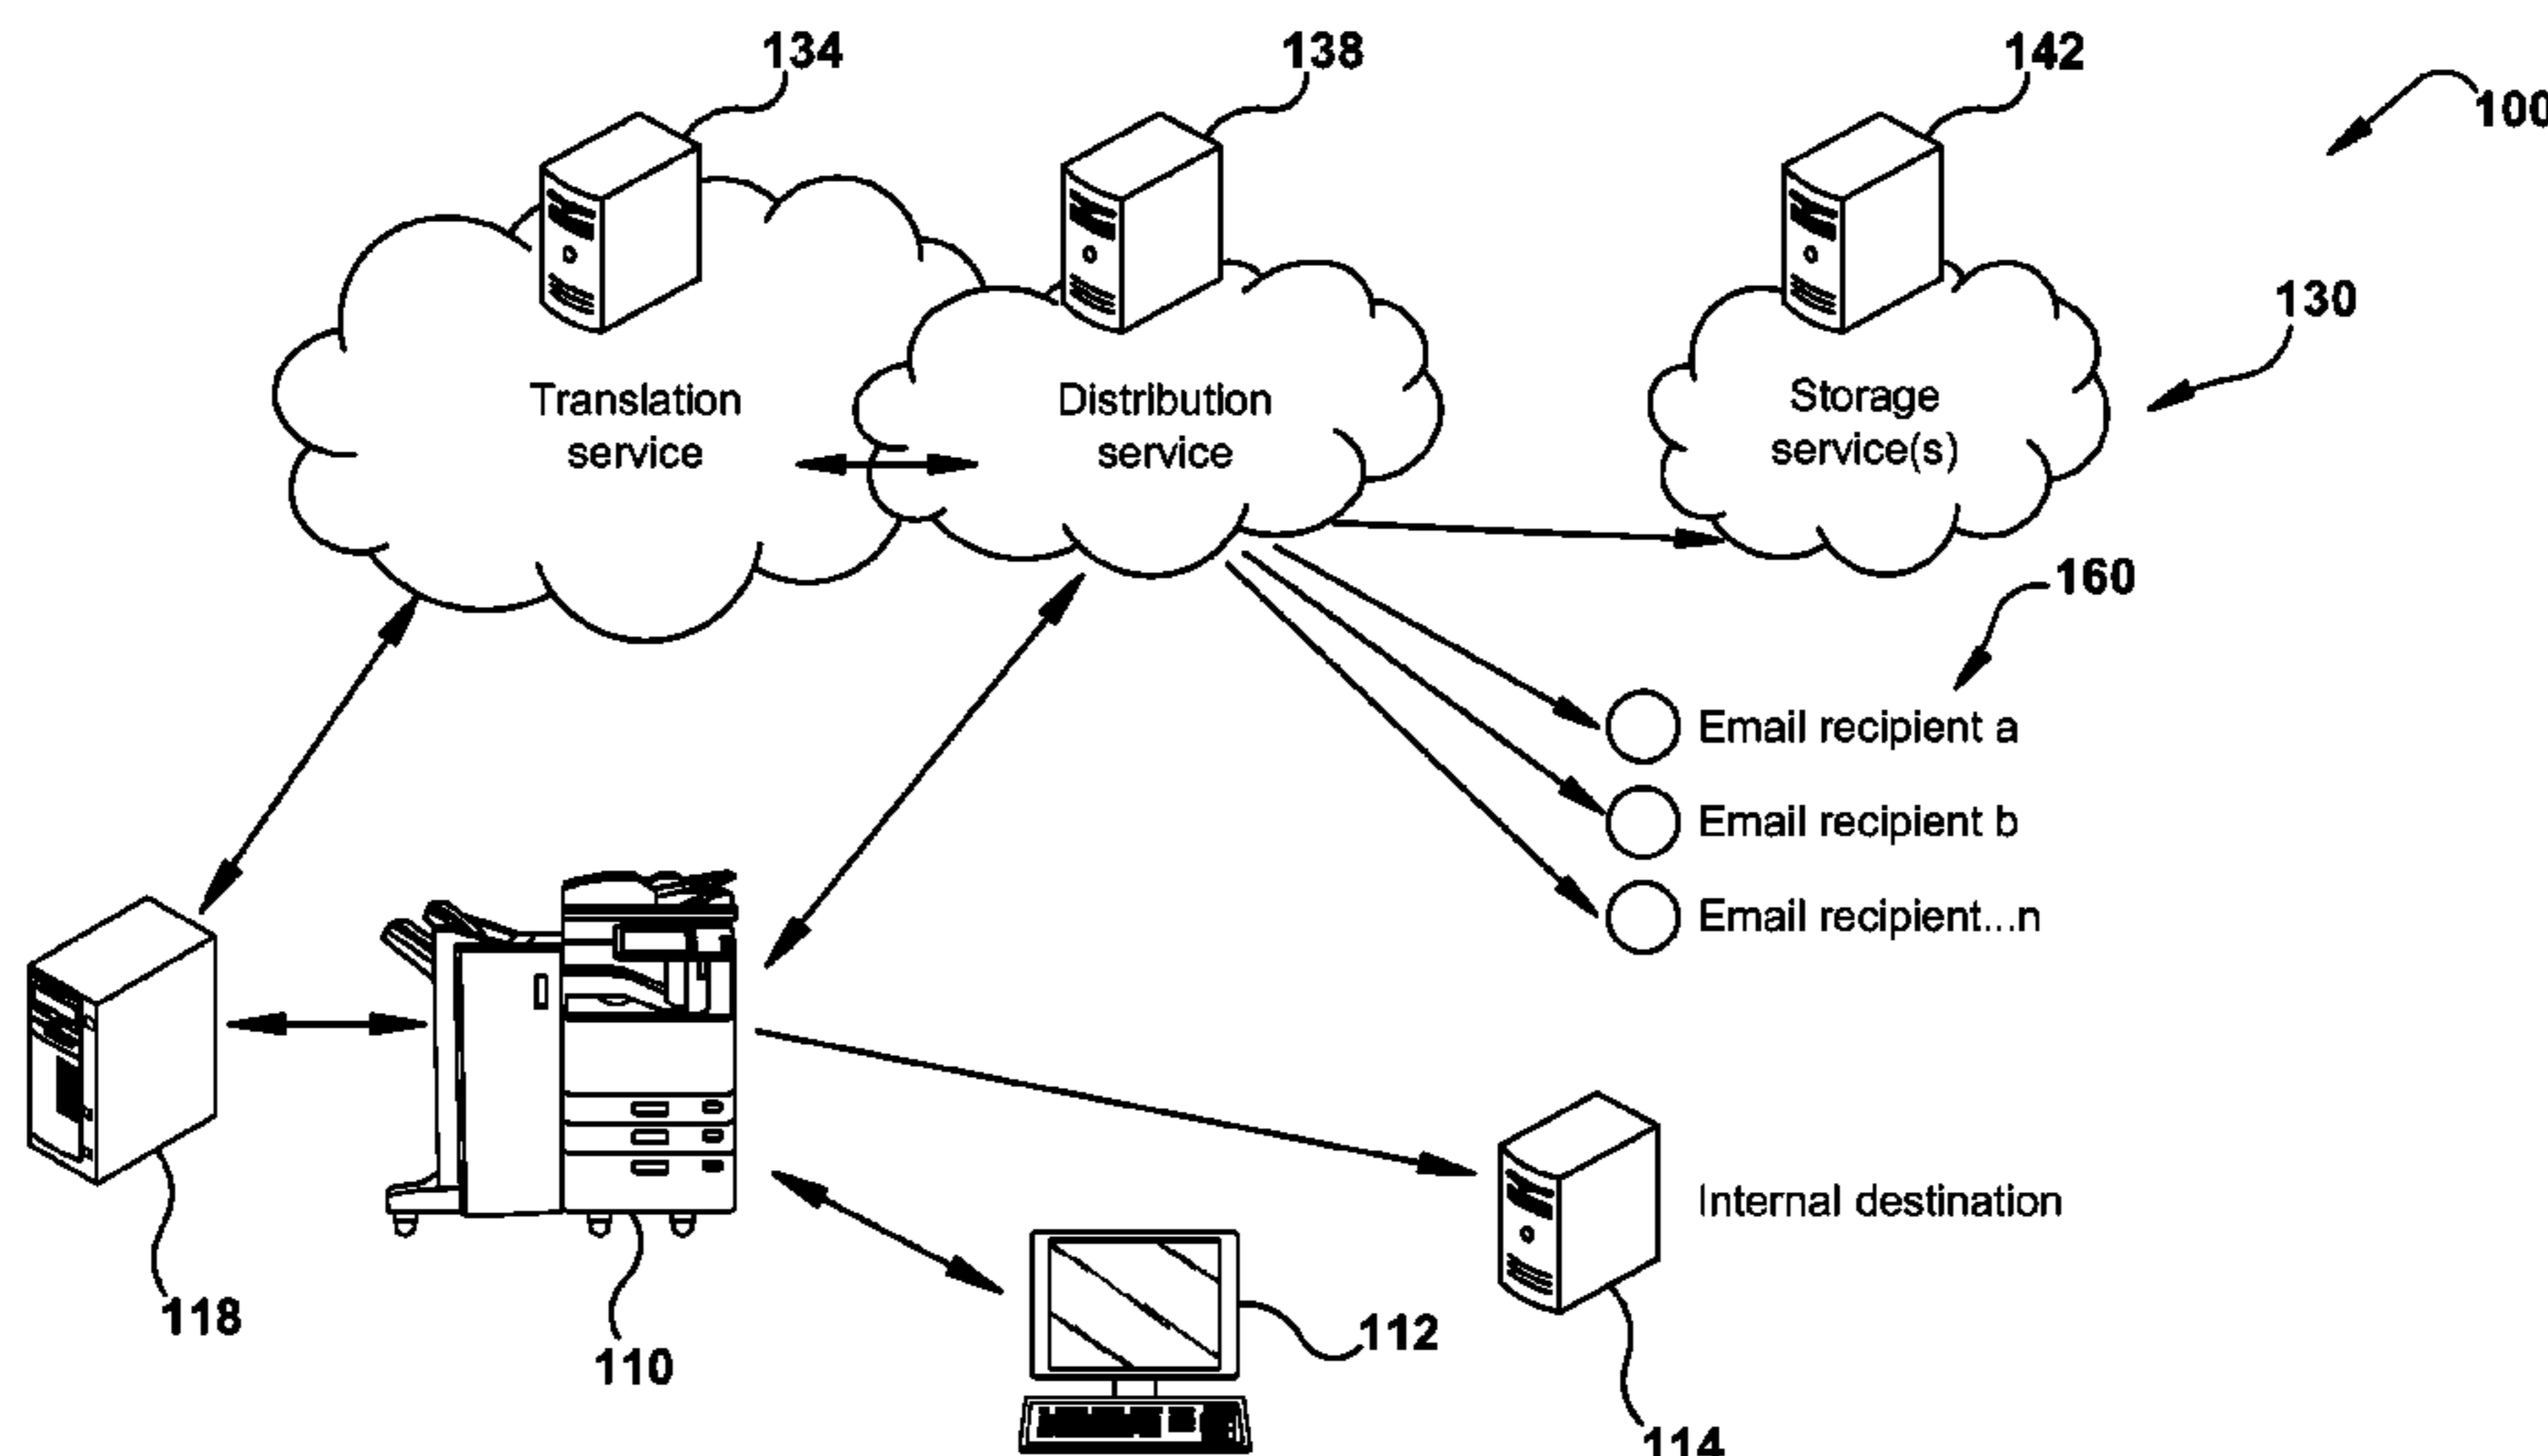 134
138
142
100
130
Translation
service
Distribution
service
Storage
service(s)
160
Email recipient a
Email recipient b
Email recipient...n
Internal destination
118
110
112
114